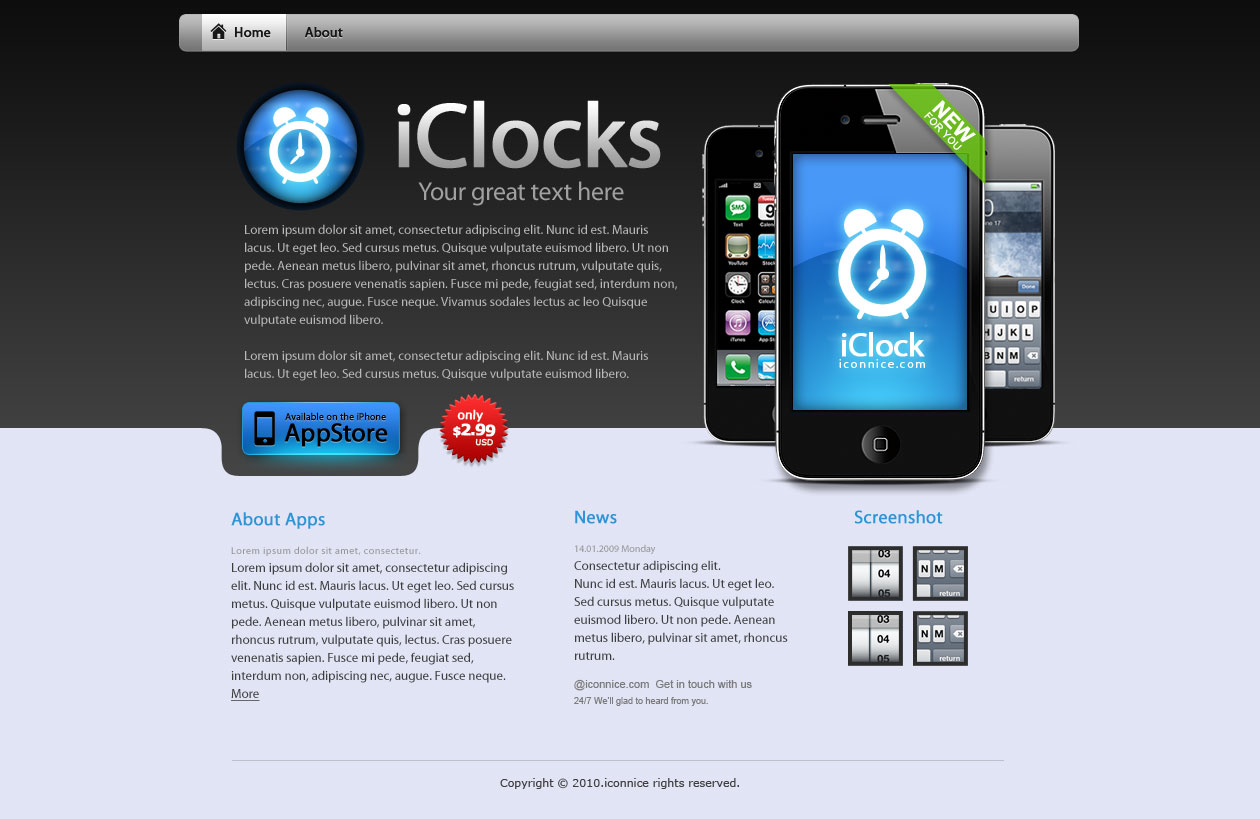 Home
About
iClocks
Your great text here
Lorem ipsum dolor sit amet, consectetur adipiscing elit. Nunc id est. Mauris
lacus. Ut eget leo. Sed cursus metus. Quisque vulputate euismod libero. Ut non
pede. Aenean metus libero, pulvinar sit amet, rhoncus rutrum, vulputate quis,
lectus. Cras posuere venenatis sapien. Fusce mi pede, feugiat sed, interdum non,
adipiscing nec, augue. Fusce neque. Vivamus sodales lectus ac leo Quisque
vulputate euismod libero.
Lorem ipsum dolor sit amet, consectetur adipiscing elit. Nunc id est. Mauris
lacus. Ut eget leo. Sed cursus metus. Quisque vulputate euismod libero.
Available on the iPhone
AppStore
only
$2.99
USD
NEW
FOR YOU
SMS
Text
9
YouTube
Clock
iTunes
iClock
iconnice.com
0
Done
U I O P
H J K L
B N M
return
About Apps
Lorem ipsum dolor sit amet, consectetur.
Lorem ipsum dolor sit amet, consectetur adipiscing
elit. Nunc id est. Mauris lacus. Ut eget leo. Sed cursus
metus. Quisque vulputate euismod libero. Ut non
pede. Aenean metus libero, pulvinar sit amet,
rhoncus rutrum, vulputate quis, lectus. Cras posuere
venenatis sapien. Fusce mi pede, feugiat sed,
interdum non, adipiscing nec, augue. Fusce neque.
More
News
14.01.2009 Monday
Consectetur adipiscing elit.
Nunc id est. Mauris lacus. Ut eget leo.
Sed cursus metus. Quisque vulputate
euismod libero. Ut non pede. Aenean
metus libero, pulvinar sit amet, rhoncus
rutrum.
@iconnice.com Get in touch with us
24/7 We'll glad to heard from you.
Screenshot
03
04
05
N M
return
03
04
05
N M
return
Copyright © 2010.iconnice rights reserved.